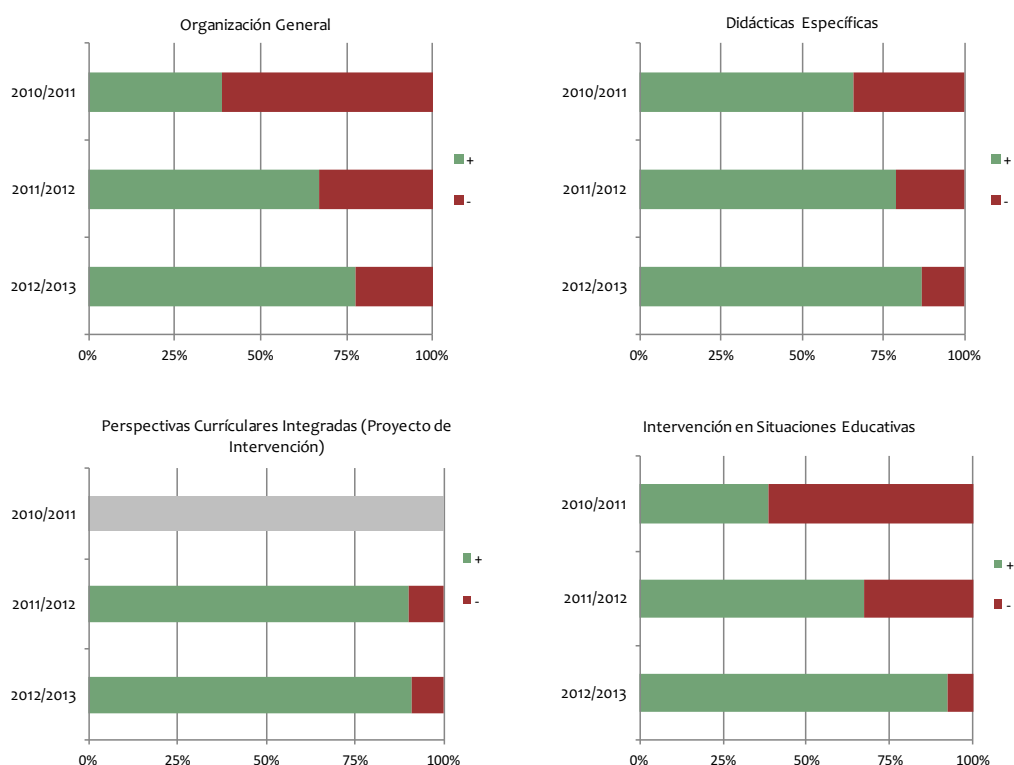 Organización General
2010/2011
2011/2012
2012/2013
0% 25% 50% 75% 100%
+
-
Didácticas Específicas
2010/2011
2011/2012
2012/2013
0% 25% 50% 75% 100%
+
-
Perspectivas Currículares Integradas (Proyecto de
Intervención)
2010/2011
2011/2012
2012/2013
0% 25% 50% 75% 100%
+
-
Intervención en Situaciones Educativas
2010/2011
2011/2012
2012/2013
0% 25% 50% 75% 100%
+
-